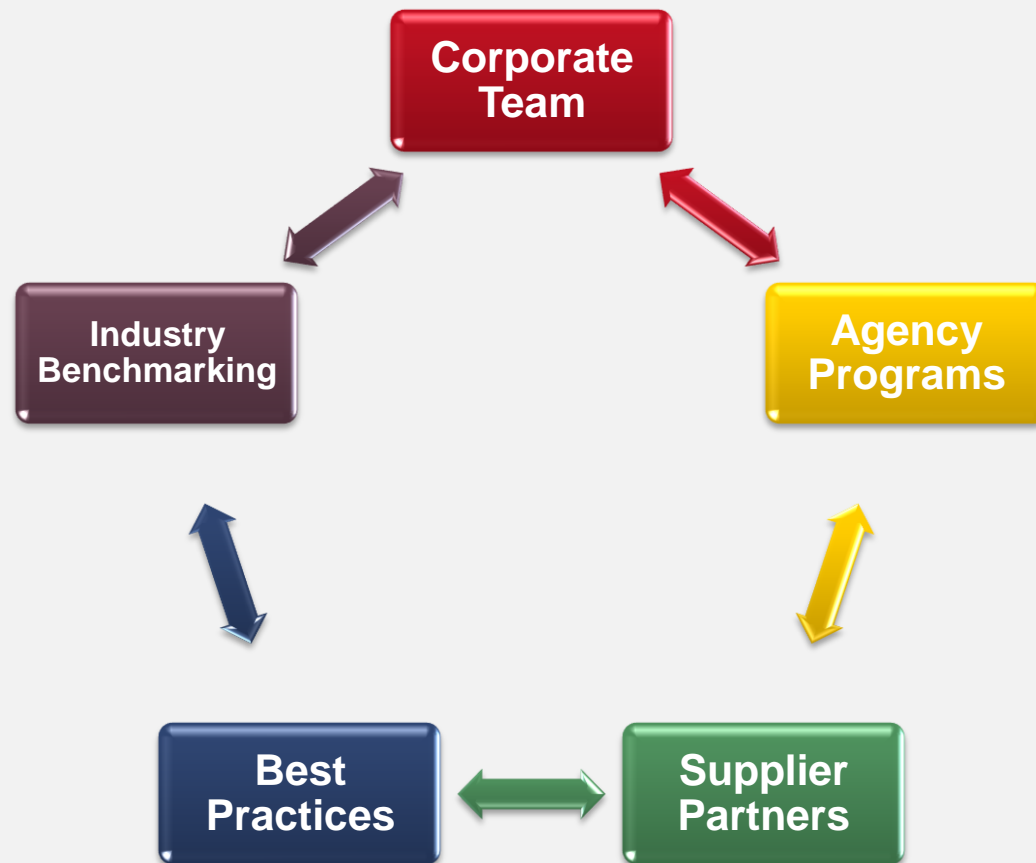 Corporate
Team
Industry
Benchmarking
Agency
Programs
Best
Practices
Supplier
Partners